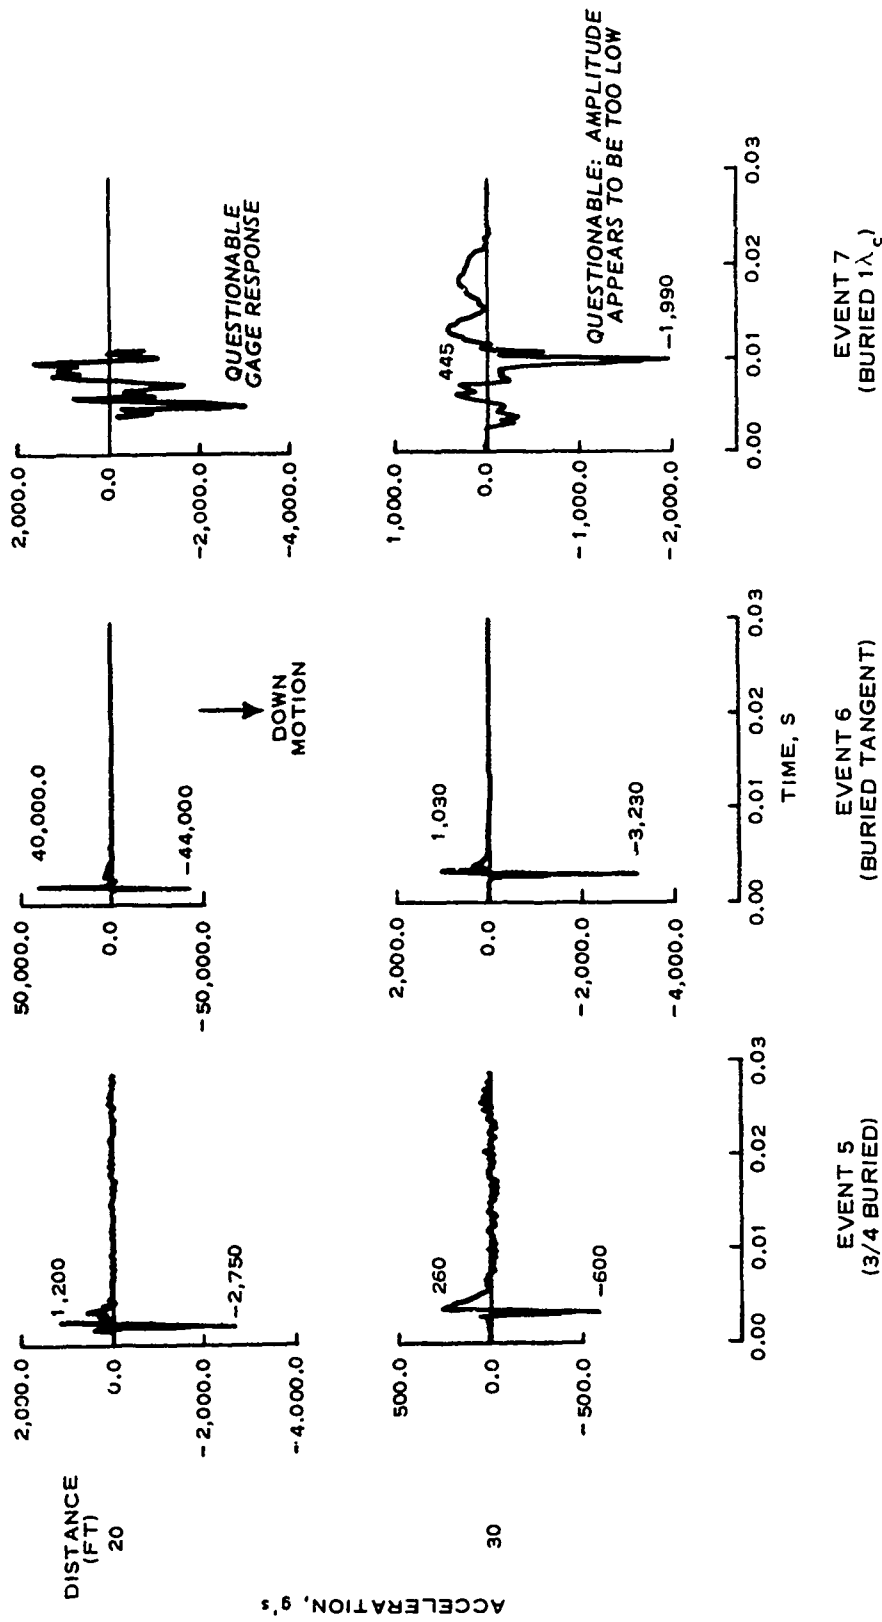 DISTANCE
(FT)
20
2,000.0
0.0
-2,000.0
-4.000.0
1,200
-2,750
50,000.0
0.0
-50,000.0
40,000.0
-44,000
DOWN
MOTION
2,000.0
0.0
-2,000.0
-4,000.0
QUESTIONABLE
GAGE RESPONSE
ACCELERATION, g's
30
500.0
0.0
-500.0
260
-600
0.00
0.01
0.02
0.03
2,000.0
0.0
-2,000.0
-4,000.0
1,030
-3,230
0.00
0.01
0.02
0.03
TIME, S
1,000.0
0.0
-1,000.0
-2,000.0
445
-1,990
QUESTIONABLE: AMPLITUDE
APPEARS TO BE TOO LOW
0.00
0.01
0.02
0.03
EVENT 5
(3/4 BURIED)
EVENT 6
(BURIED TANGENT)
EVENT 7
(BURIED 1λc)